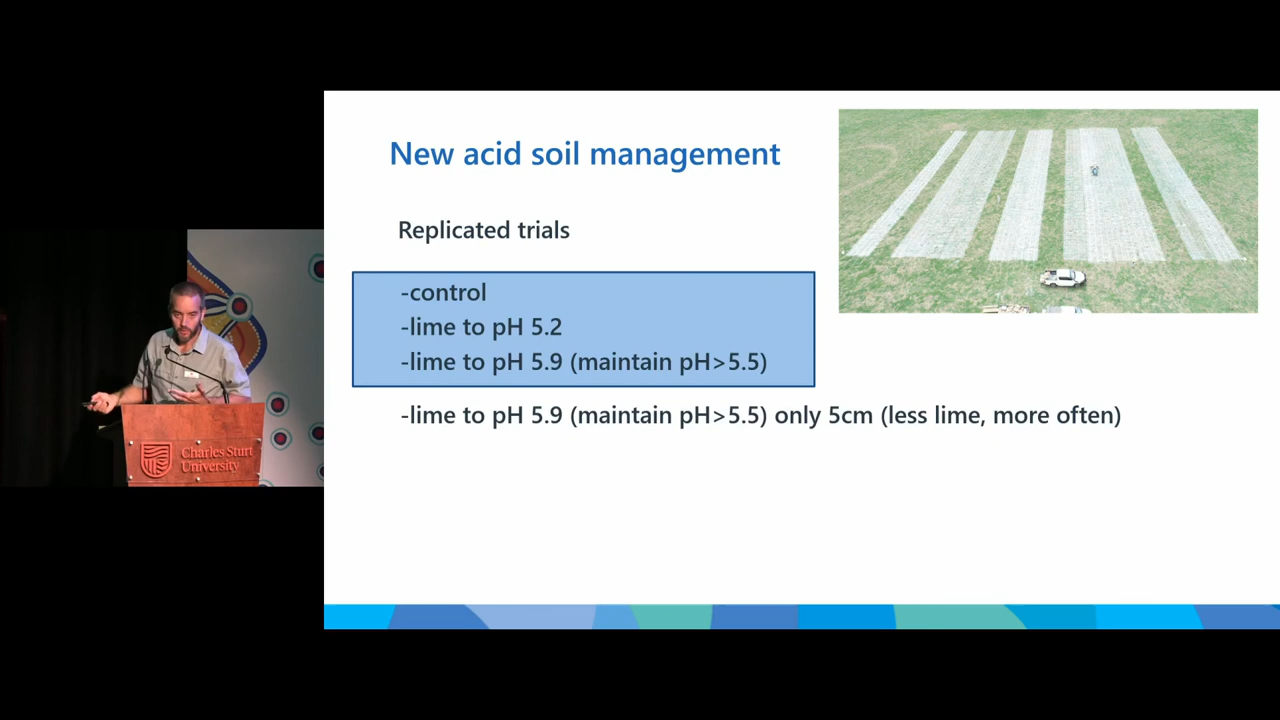 New acid soil management
Replicated trials
-control
-lime to pH 5.2
-lime to pH 5.9 (maintain pH>5.5)
-lime to pH 5.9 (maintain pH>5.5) only 5cm (less lime, more often)
Charles Sturt
University